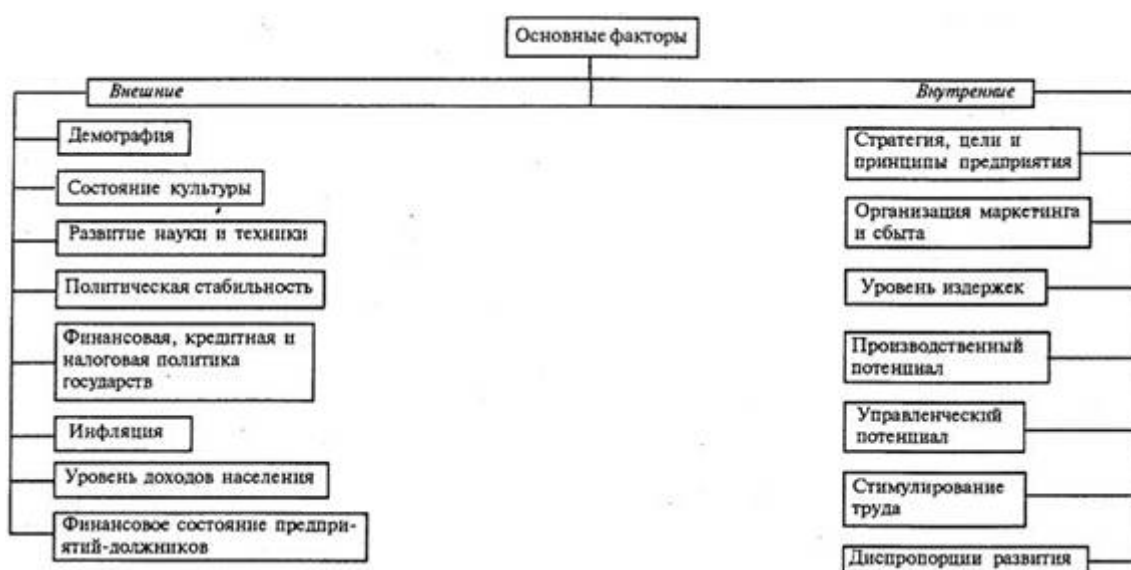 Основные факторы
Внешние
Внутренние
Демография
Состояние культуры
Развитие науки и техники
Политическая стабильность
Финансовая, кредитная и
налоговая политика
государств
Инфляция
Уровень доходов населения
Финансовое состояние предпри-
ятий-должников
Стратегия, цели и
принципы предприятия
Организация маркетинга
и сбыта
Уровень издержек
Производственный
потенциал
Управленческий
потенциал
Стимулирование
труда
Диспропорции развития